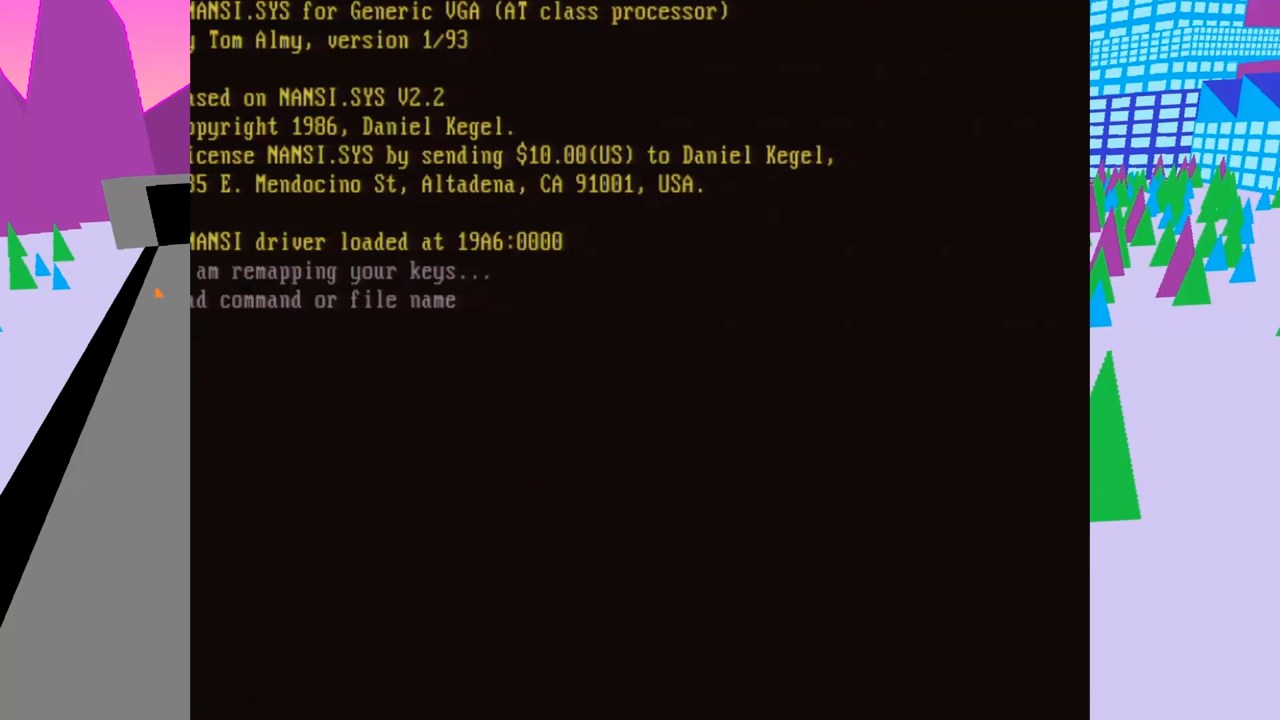 NANSI.SYS for Generic VGA (AT class processor)
y Tom Almy, version 1/93
ased on NANSI.SYS V2.2
opyright 1986, Daniel Kegel.
icense NANSI.SYS by sending $10.00(US) to Daniel Kegel,
35 E. Mendocino St, Altadena, CA 91001, USA.
NANSI driver loaded at 19A6:0000
am remapping your keys...
ad command or file name